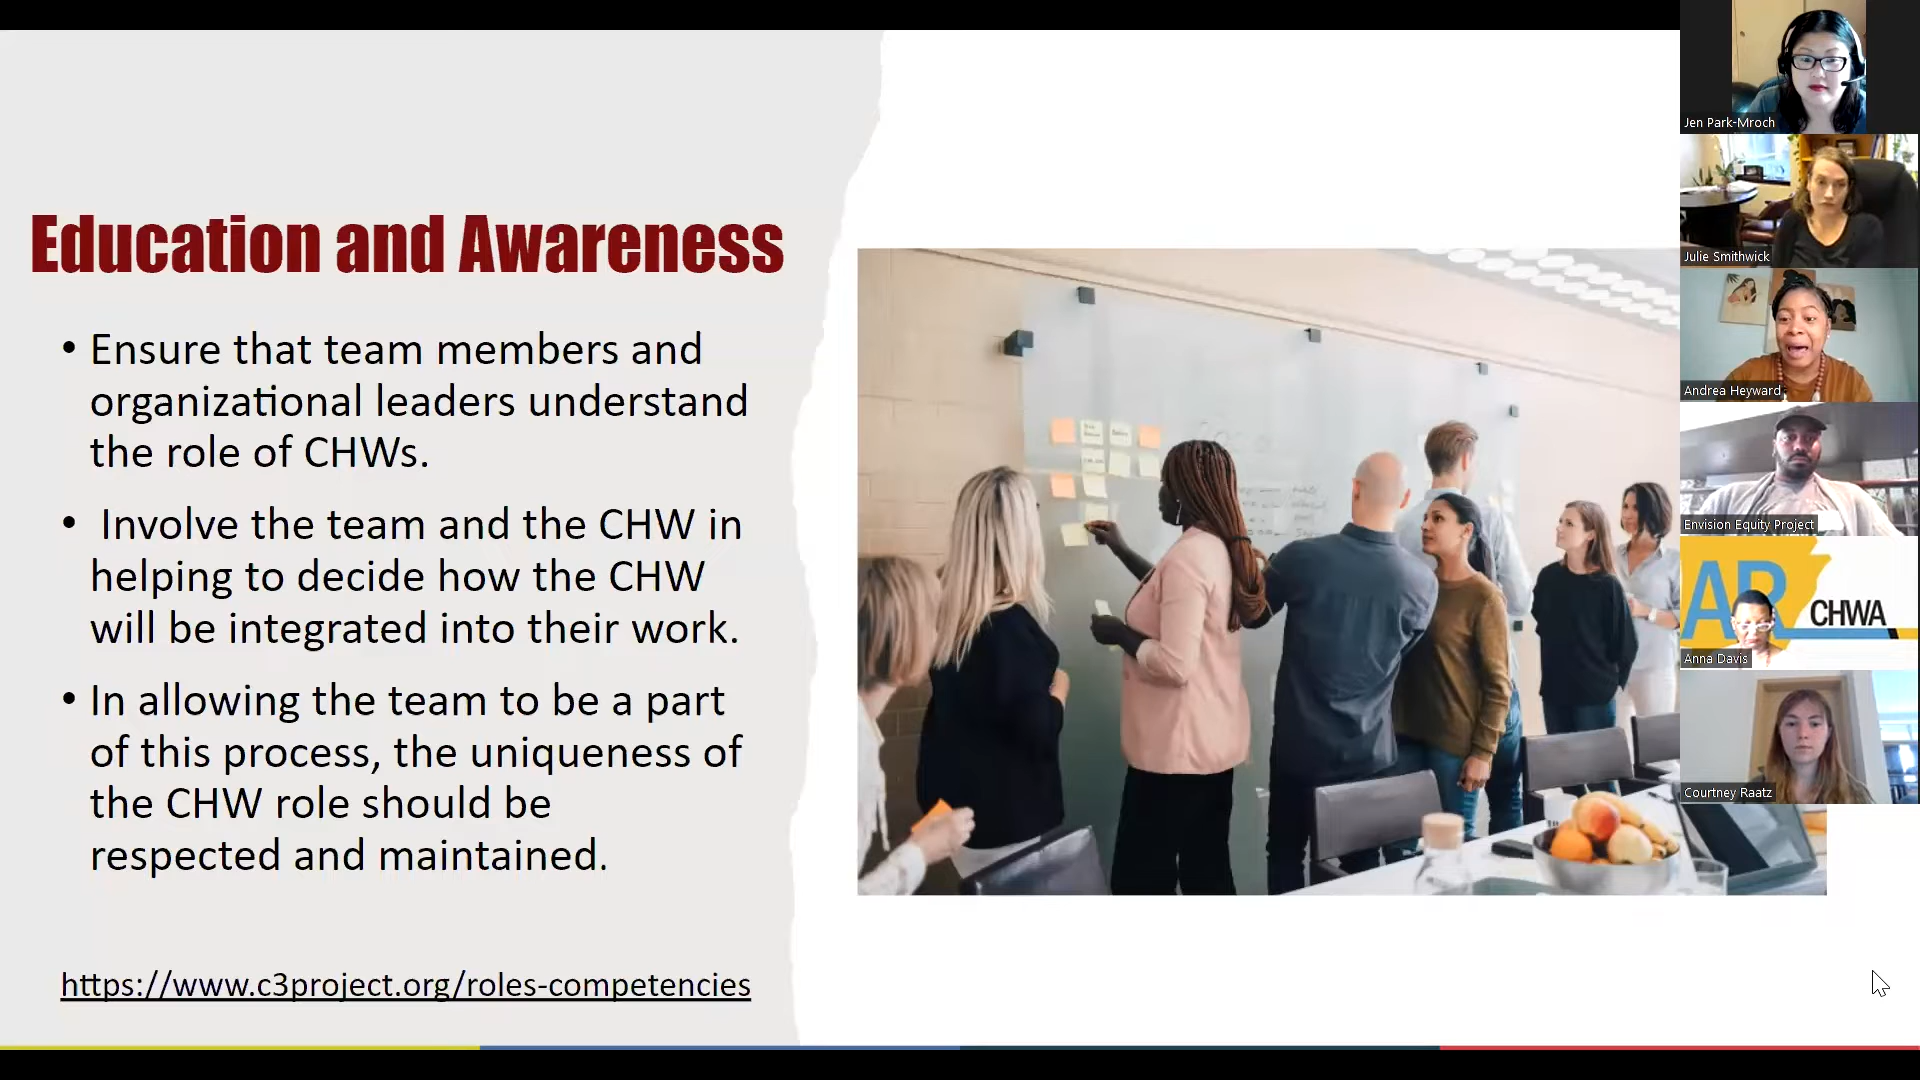 Education and Awareness
• Ensure that team members and
organizational leaders understand
the role of CHWs.
• Involve the team and the CHW in
helping to decide how the CHW
will be integrated into their work.
• In allowing the team to be a part
of this process, the uniqueness of
the CHW role should be
respected and maintained.
https://www.c3project.org/roles-competencies
Jen Park-Mroch
Julie Smithwick
Andrea Heyward
Envision Equity Project
AR
CHWA
Anna Davis
Courtney Raatz